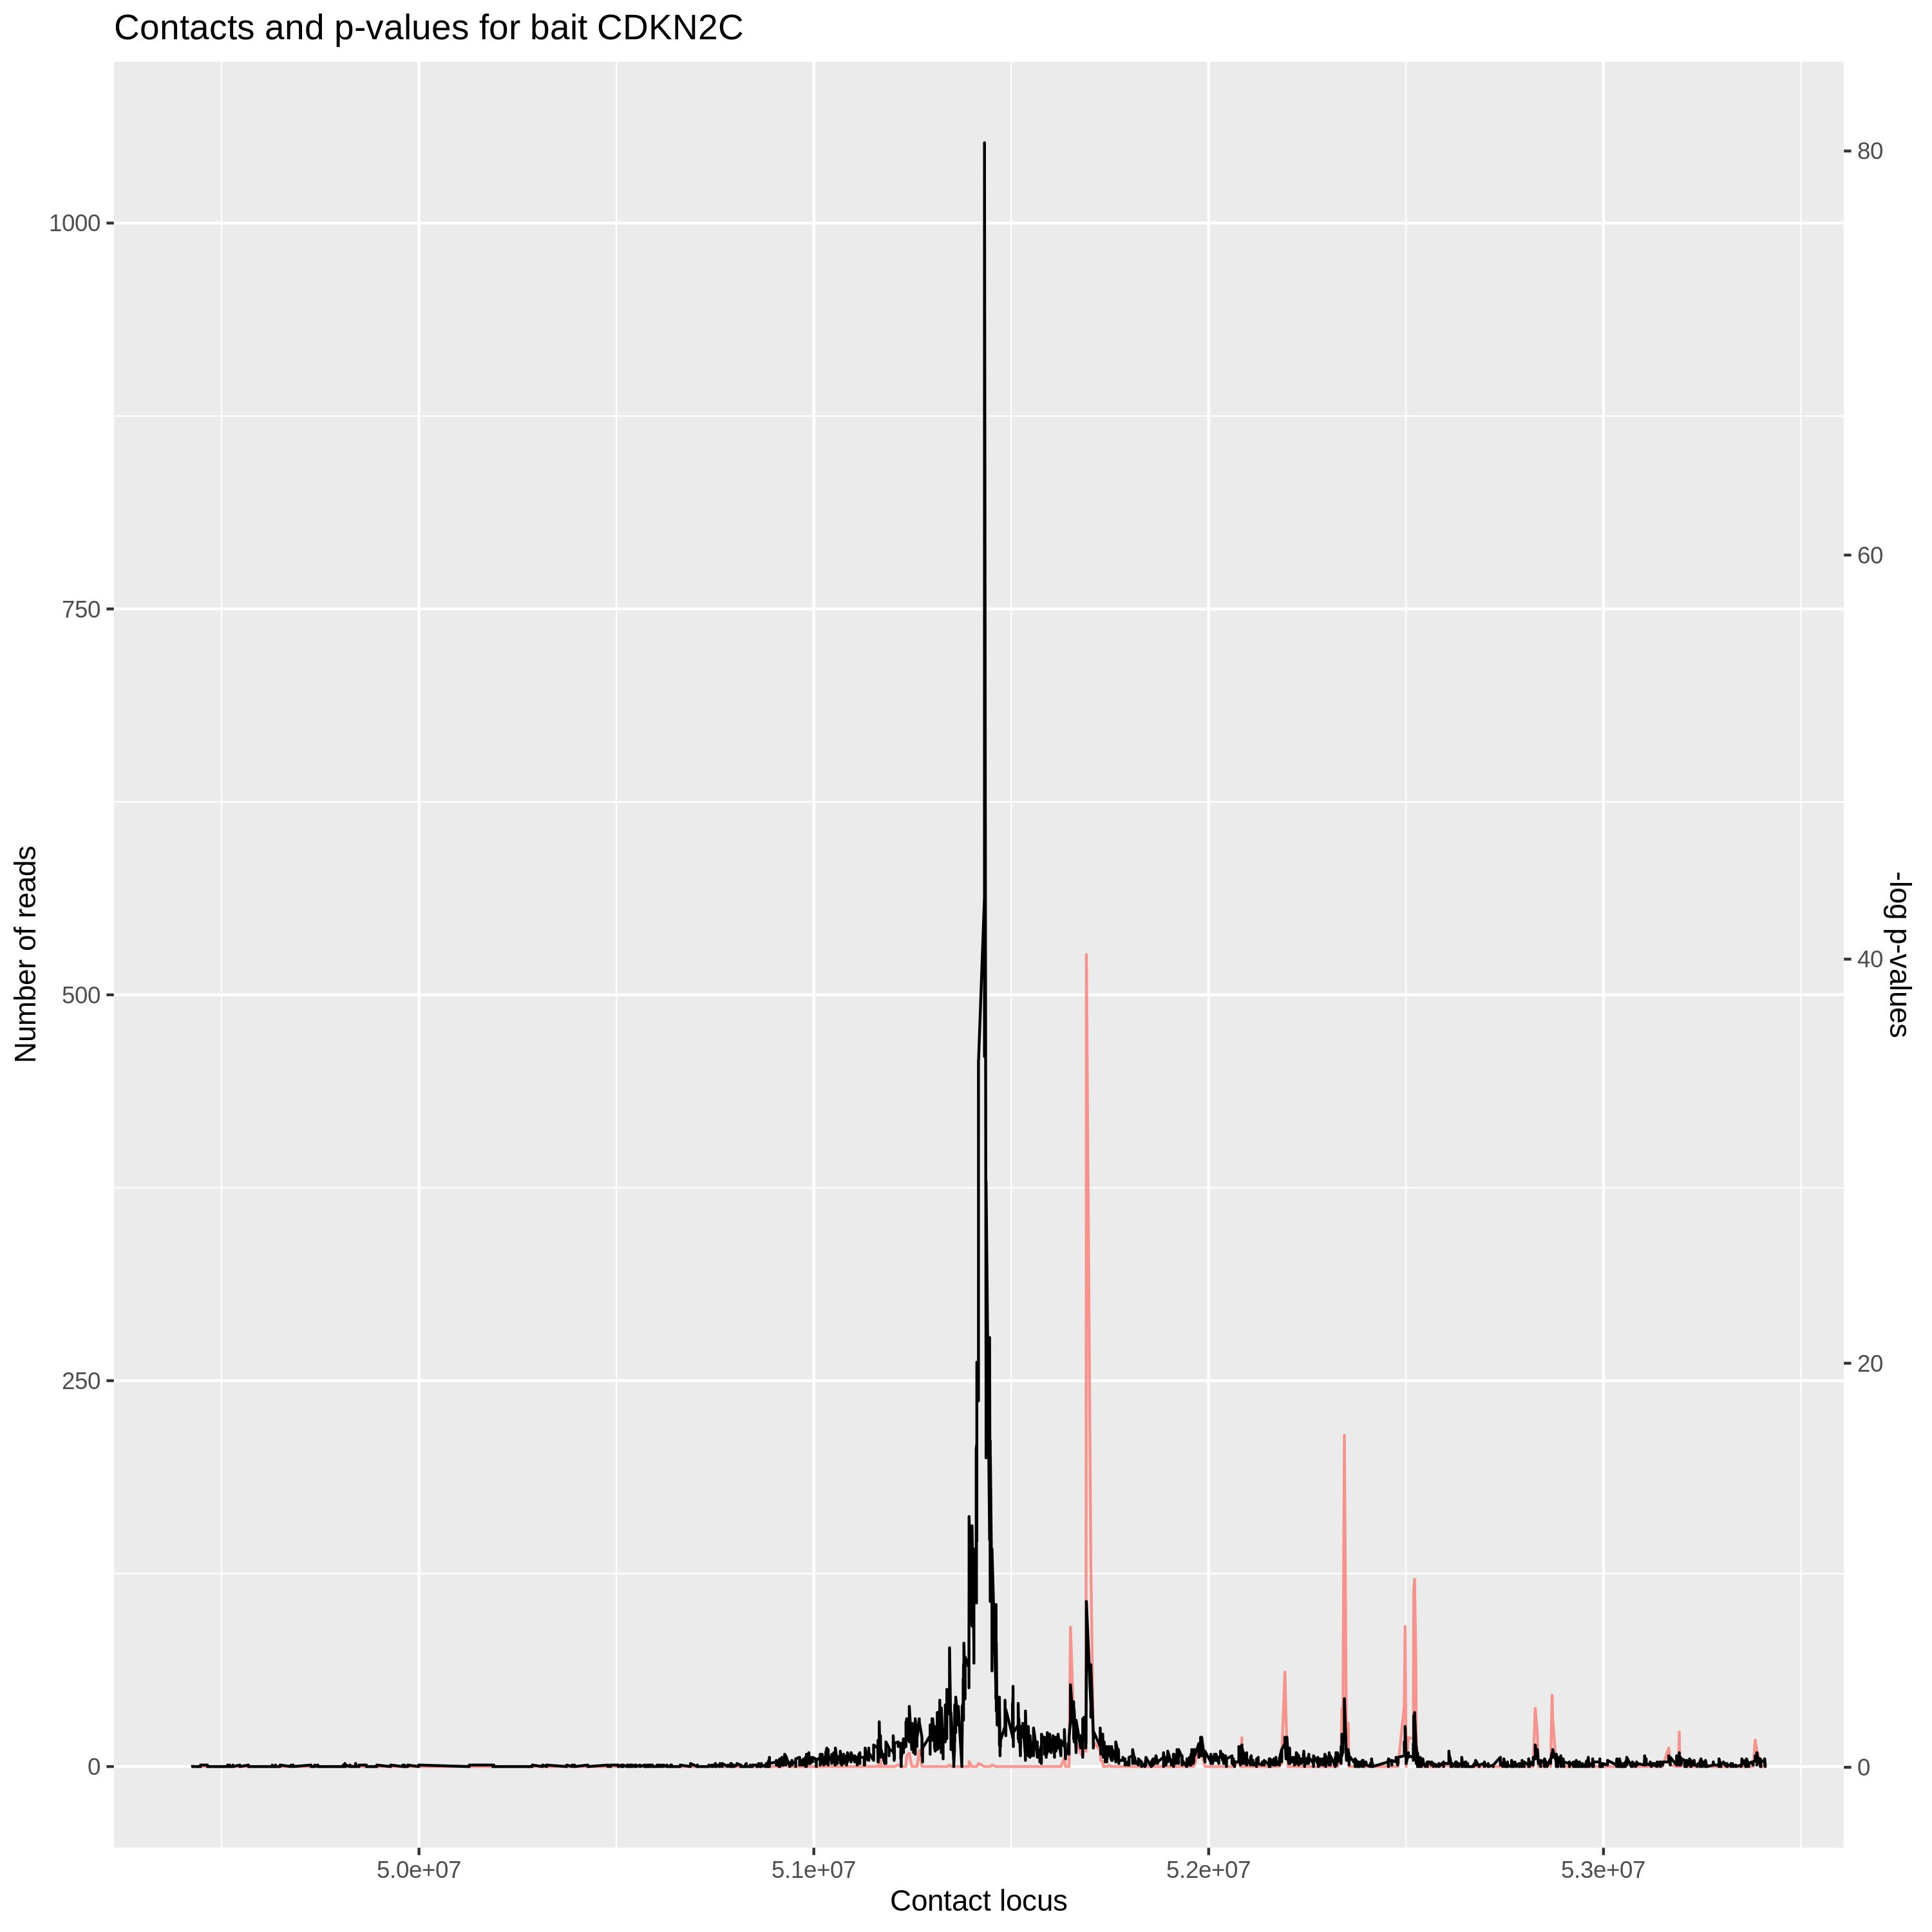 Contacts and p-values for bait CDKN2C
Number of reads
1000
750
500
250
0
80
60
40
20
0
-log p-values
5.0e+07
5.1e+07
5.2e+07
5.3e+07
Contact locus